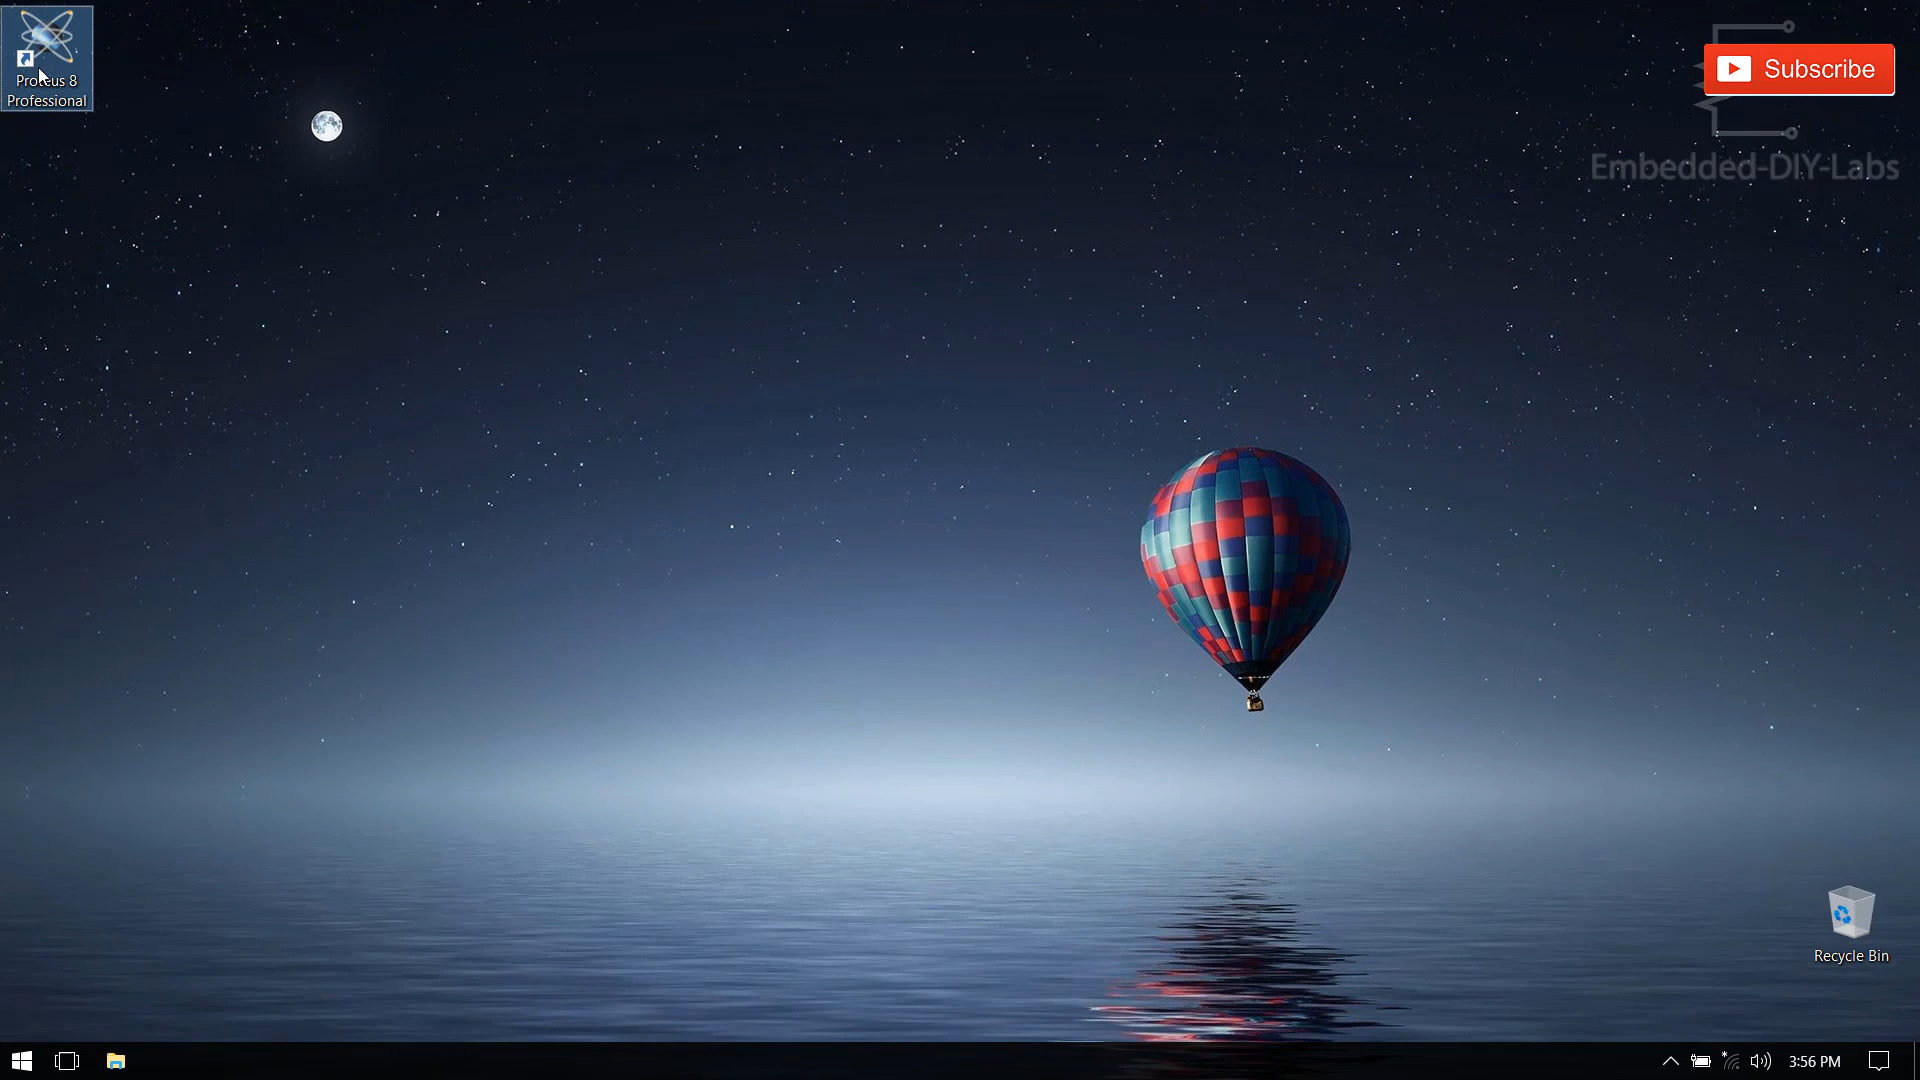 Proteus 8
Professional
Subscribe
Embedded-DIY-Labs
Recycle Bin
3:56 PM